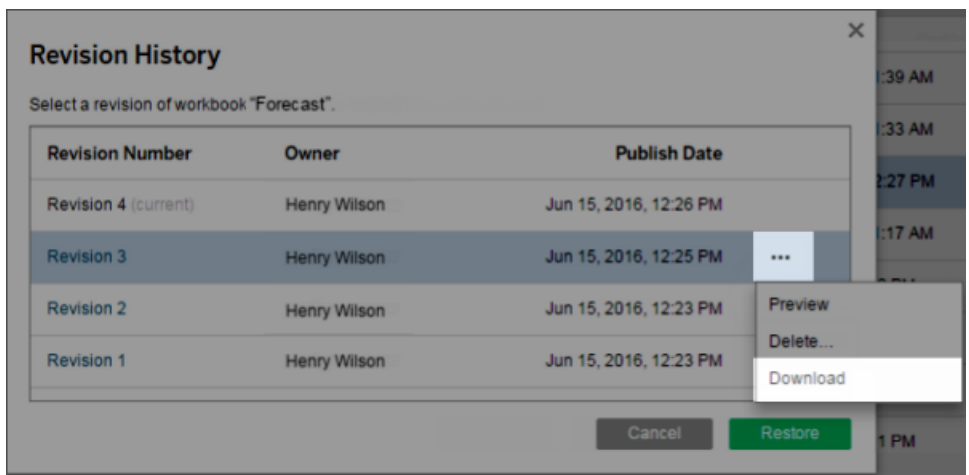 Revision History
Select a revision of workbook "Forecast".
Revision Number Owner Publish Date
Revision 4 (current) Henry Wilson Jun 15, 2016, 12:26 PM
Revision 3 Henry Wilson Jun 15, 2016, 12:25 PM •••
Revision 2 Henry Wilson Jun 15, 2016, 12:23 PM
Revision 1 Henry Wilson Jun 15, 2016, 12:23 PM
Preview
Delete...
Download
Cancel Restore
:39 AM
:33 AM
2:27 PM
:17 AM
1 PM